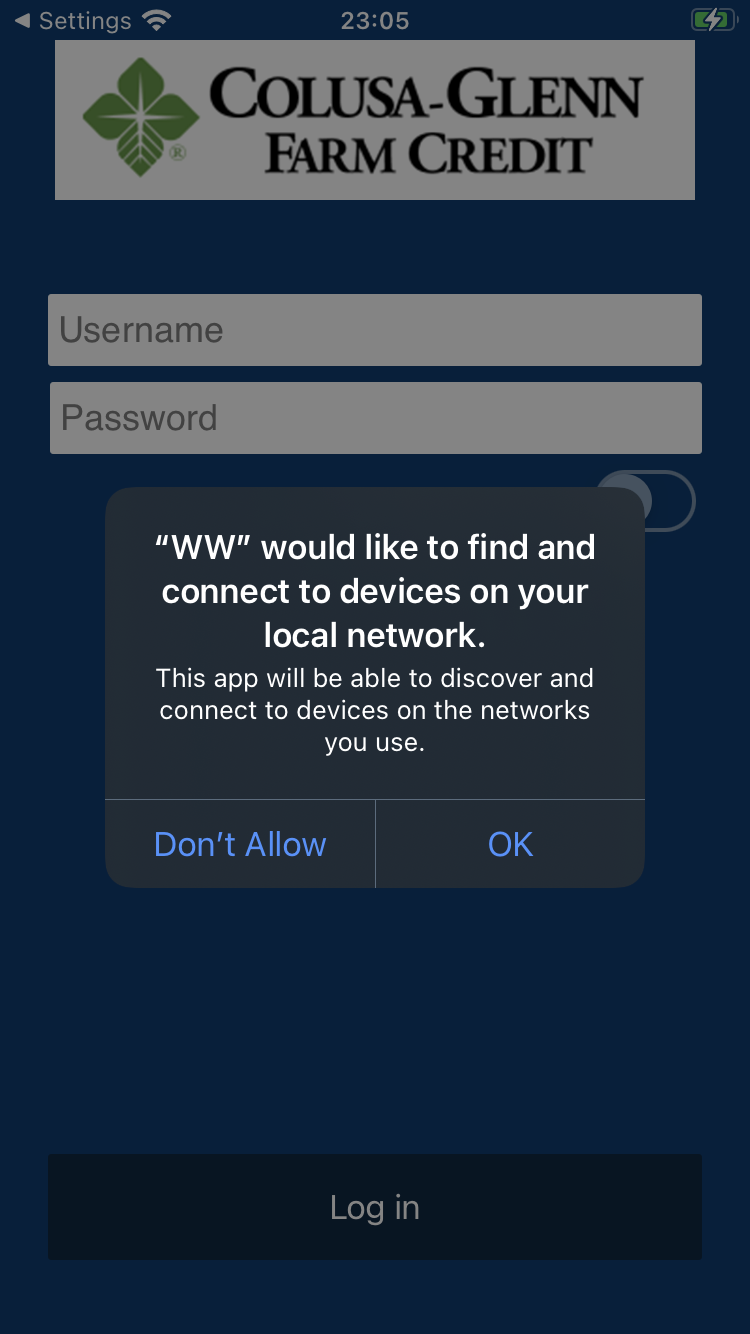 Settings
23:05
COLUSA-GLENN
FARM CREDIT
®
Username
Password
“WW” would like to find and
connect to devices on your
local network.
This app will be able to discover and
connect to devices on the networks
you use.
Don’t Allow
OK
Log in